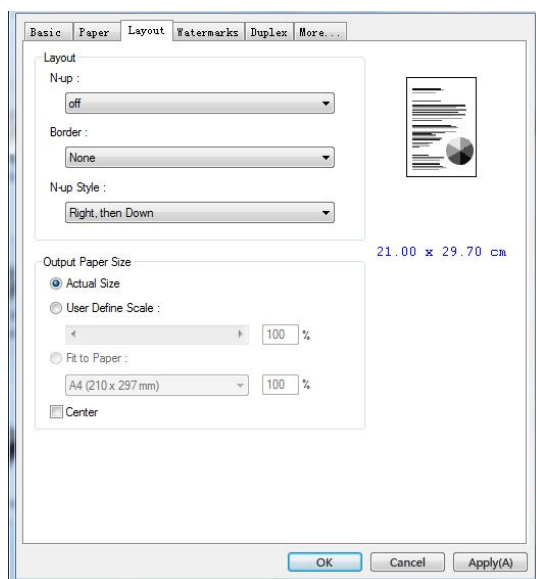 Basic Paper Layout Watermarks Duplex More...
Layout
N-up :
off
Border :
None
N-up Style :
Right, then Down
21.00 x 29.70 cm
Output Paper Size
Actual Size
User Define Scale :
100 %
Fit to Paper :
A4 (210 x 297 mm) 100 %
Center
OK Cancel Apply(A)